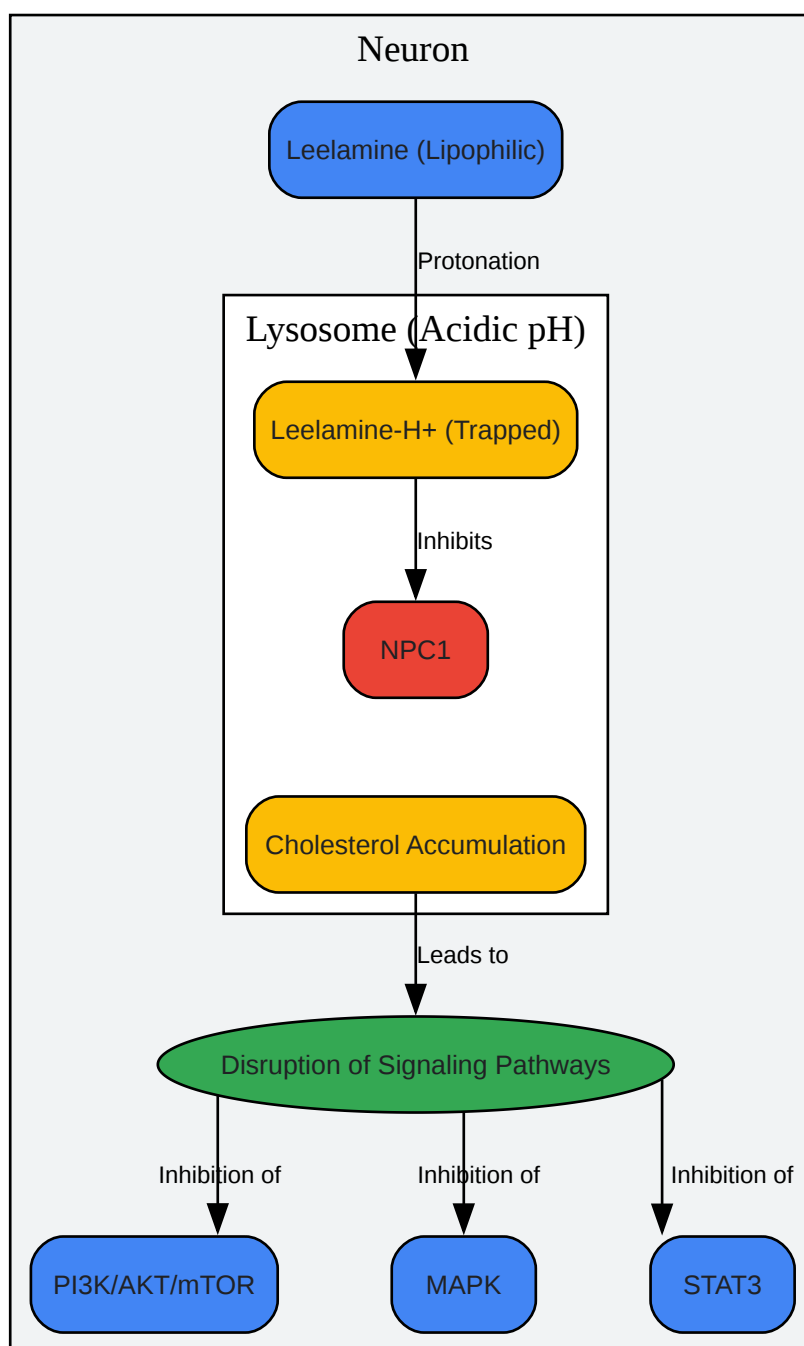 Neuron
Leelamine (Lipophilic)
Protonation
Lysosome (Acidic pH)
Leelamine-H+ (Trapped)
Inhibits
NPC1
Cholesterol Accumulation
Leads to
Disruption of Signaling Pathways
Inhibition of
Inhibition of
Inhibition of
PI3K/AKT/mTOR
MAPK
STAT3